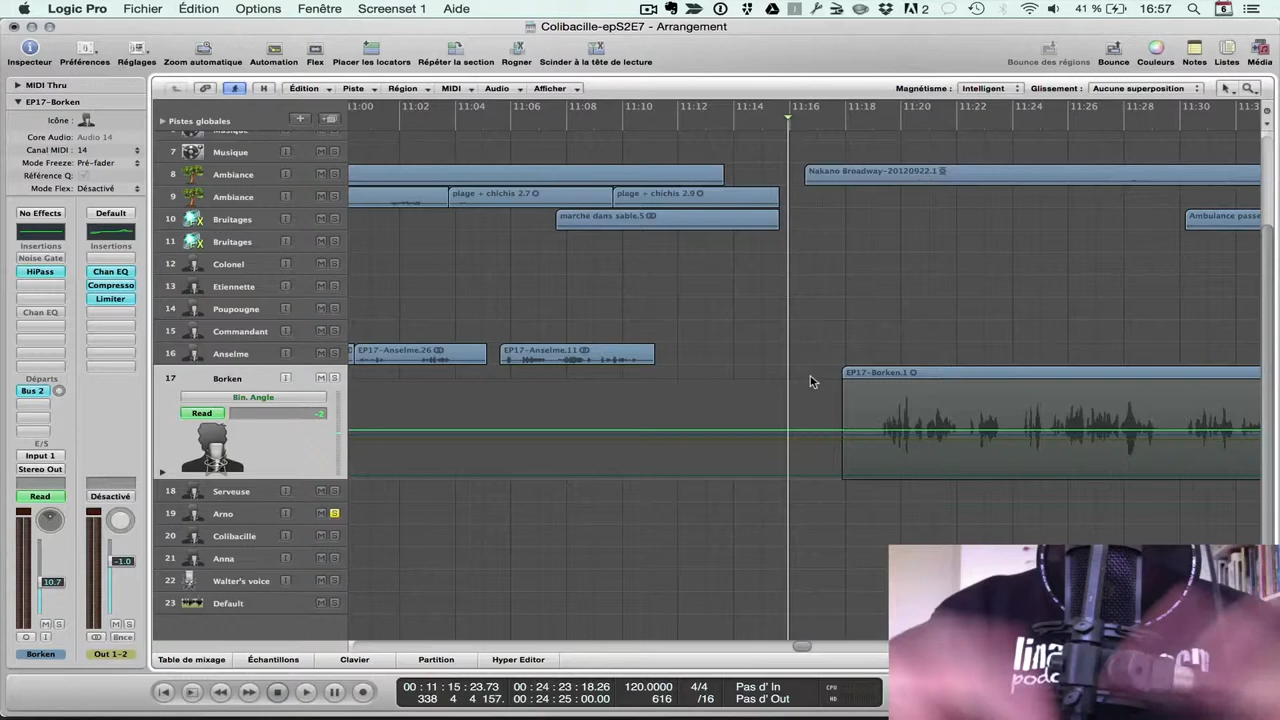 Logic Pro Fichier Édition Options Fenêtre Screenset 1 Aide 2 41 % 16:57 6
Colibacille-epS2E7 - Arrangement
Inspecteur Préférences Réglages Zoom automatique Automation Flex Placer les locators Répéter la section Rogner Scinder à la tête de lecture Bounce des régions Bounce Couleurs Notes Listes Média
MIDI Thru
Édition Piste Région MIDI Audio Afficher Magnétisme : Intelligent Glissement : Aucune superposition
EP17-Borken
Icône :
Core Audio: Audio 14
Canal MIDI: 14
Mode Freeze: Pré-fader
Référence Q:
Mode Flex: Désactivé
Pistes globales
11:00 11:02 11:04 11:06 11:08 11:10 11:12 11:14 11:16 11:18 11:20 11:22 11:24 11:26 11:28 11:30
7 Musique I M S
8 Ambiance I M S Nakano Broadway-20120922.1
9 Ambiance I M S plage + chichis 2.7 plage + chichis 2.9
10 Bruitages I M S marche dans sable.5 Ambulance passe
11 Bruitages I M S
12 Colonel I M S
13 Etiennette I M S
14 Poupougne I M S
15 Commandant I M S
16 Anselme I M S EP17-Anselme.26 EP17-Anselme.11
17 Borken I M S EP17-Borken.1
Bin. Angle
Read -2
18 Serveuse I M S
19 Arno I M S
20 Colibacille I M S
21 Anna I M S
22 Walter's voice I M S
23 Default M S
No Effects Default
Insertions Insertions
Noise Gate
HiPass Chan EQ
Compresso
Limiter
Chan EQ
Départs
Bus 2
E/S
Input 1
Stereo Out
Read Désactivé
10.7 -1.0
M S M S
I Bnce
Borken Out 1-2
Table de mixage Échantillons Clavier Partition Hyper Editor
00 : 11 : 15 : 23.73 00 : 24 : 23 : 18.26 120.0000 4/4 Pas d' In CPU
338 4 4 157. 00 : 24 : 25 : 00.00 616 /16 Pas d' Out HD